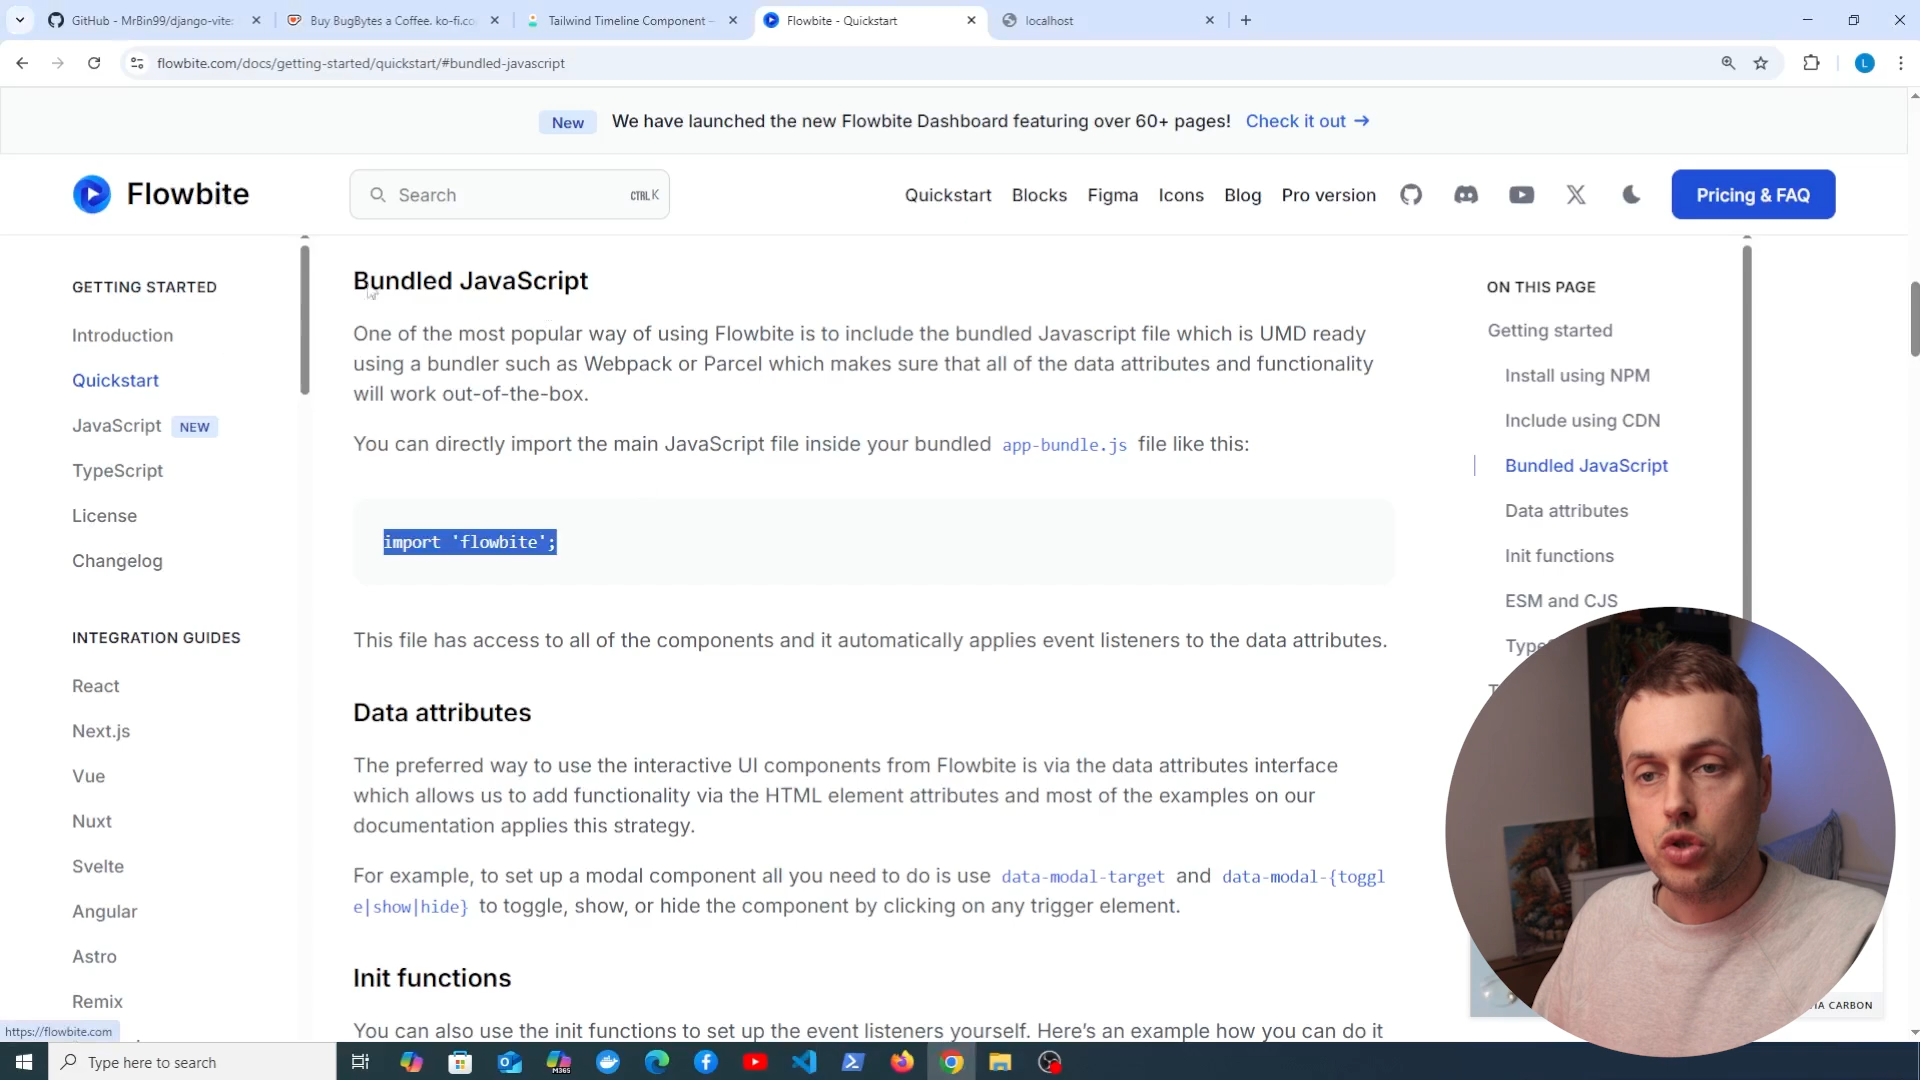 GitHub - MrBin99/django-vite:
Buy BugBytes a Coffee. ko-fi.co
Tailwind Timeline Component –
Flowbite - Quickstart
localhost
flowbite.com/docs/getting-started/quickstart/#bundled-javascript
L
New
We have launched the new Flowbite Dashboard featuring over 60+ pages!
Check it out →
Flowbite
Search
CTRL K
Quickstart
Blocks
Figma
Icons
Blog
Pro version
Pricing & FAQ
GETTING STARTED
Introduction
Quickstart
JavaScript NEW
TypeScript
License
Changelog
INTEGRATION GUIDES
React
Next.js
Vue
Nuxt
Svelte
Angular
Astro
Remix
Bundled JavaScript
One of the most popular way of using Flowbite is to include the bundled Javascript file which is UMD ready
using a bundler such as Webpack or Parcel which makes sure that all of the data attributes and functionality
will work out-of-the-box.
You can directly import the main JavaScript file inside your bundled app-bundle.js file like this:
import 'flowbite';
This file has access to all of the components and it automatically applies event listeners to the data attributes.
Data attributes
The preferred way to use the interactive UI components from Flowbite is via the data attributes interface
which allows us to add functionality via the HTML element attributes and most of the examples on our
documentation applies this strategy.
For example, to set up a modal component all you need to do is use data-modal-target and data-modal-{toggl
e|show|hide} to toggle, show, or hide the component by clicking on any trigger element.
Init functions
You can also use the init functions to set up the event listeners yourself. Here's an example how you can do it
ON THIS PAGE
Getting started
Install using NPM
Include using CDN
Bundled JavaScript
Data attributes
Init functions
ESM and CJS
CARBON
https://flowbite.com
Type here to search
M365